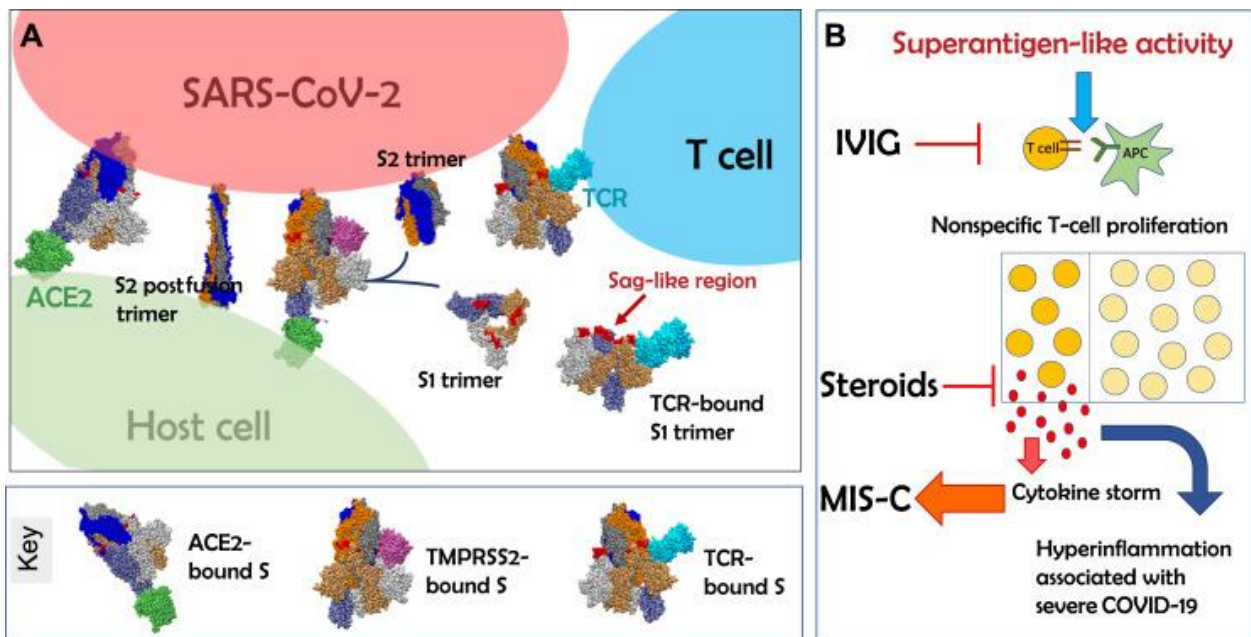 A
SARS-CoV-2
T cell
S2 trimer
TCR
ACE2
S2 postfusion
trimer
Sag-like region
S1 trimer
TCR-bound
S1 trimer
Host cell
Key
ACE2-
bound S
TMPRSS2-
bound S
TCR-
bound S
B
Superantigen-like activity
IVIG
T cell
APC
Nonspecific T-cell proliferation
Steroids
MIS-C
Cytokine storm
Hyperinflammation
associated with
severe COVID-19